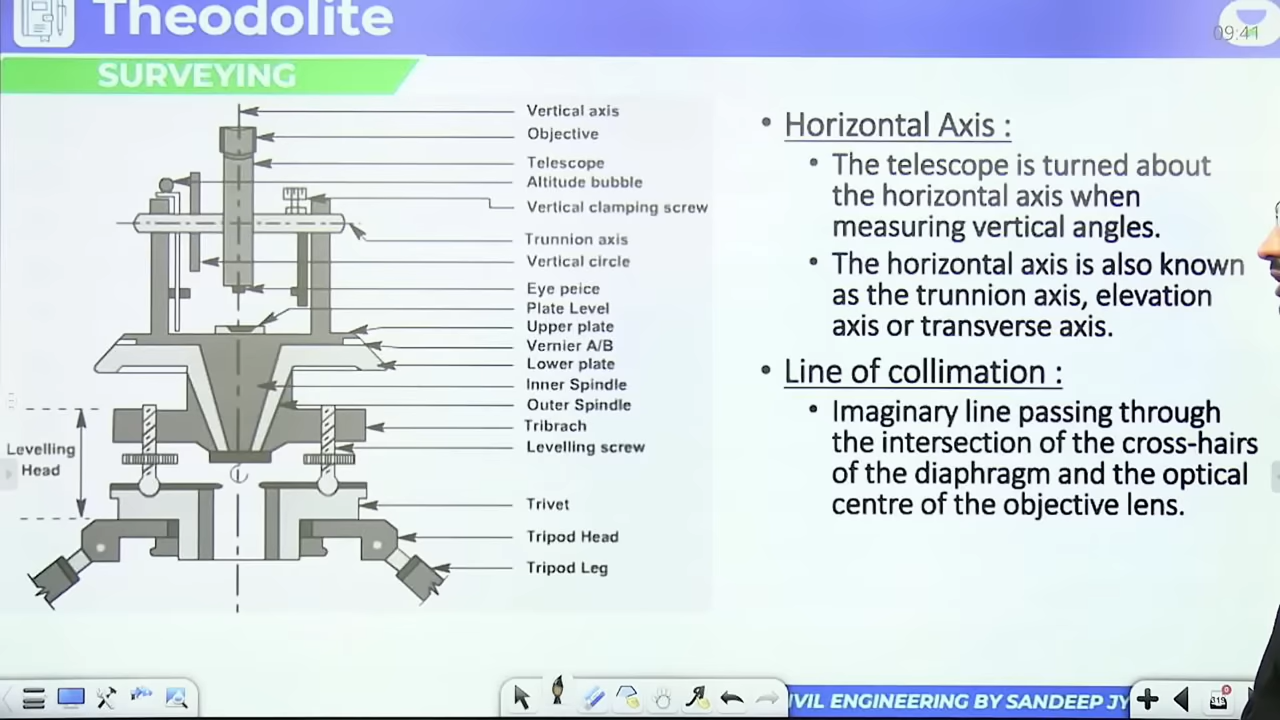 Theodolite
09:41
SURVEYING
Vertical axis
Objective
Telescope
Altitude bubble
Vertical clamping screw
Trunnion axis
Vertical circle
Eye peice
Plate Level
Upper plate
Vernier A/B
Lower plate
Inner Spindle
Outer Spindle
Tribrach
Levelling screw
Trivet
Tripod Head
Tripod Leg
Levelling
Head
• Horizontal Axis :
• The telescope is turned about
the horizontal axis when
measuring vertical angles.
• The horizontal axis is also known
as the trunnion axis, elevation
axis or transverse axis.
• Line of collimation :
• Imaginary line passing through
the intersection of the cross-hairs
of the diaphragm and the optical
centre of the objective lens.
IVIL ENGINEERING BY SANDEEP JY
319